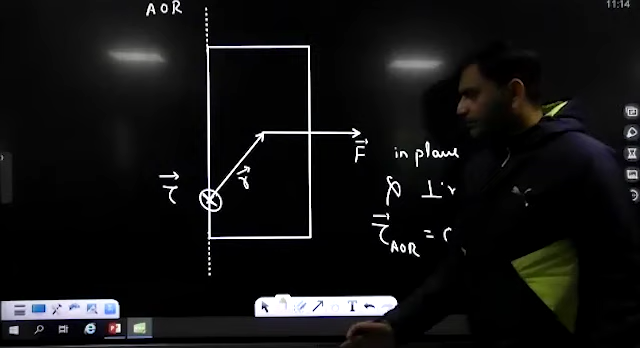 AOR
11:14
F
in plane
r
τ
& ⊥r
τ AOR =
T